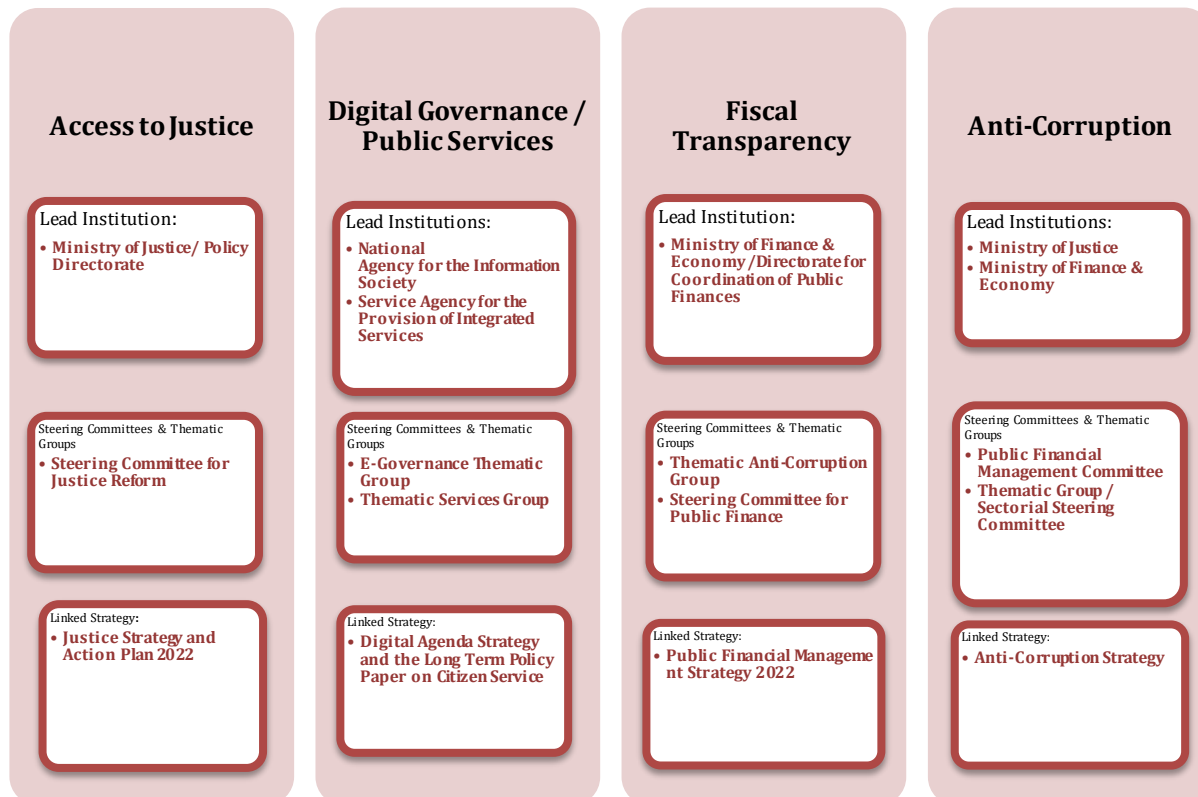 Access to Justice
Lead Institution:
• Ministry of Justice/ Policy
Directorate
Steering Committees & Thematic
Groups
• Steering Committee for
Justice Reform
Linked Strategy:
• Justice Strategy and
Action Plan 2022
Digital Governance /
Public Services
Lead Institutions:
• National
Agency for the Information
Society
• Service Agency for the
Provision of Integrated
Services
Steering Committees & Thematic
Groups
• E-Governance Thematic
Group
• Thematic Services Group
Linked Strategy:
• Digital Agenda Strategy
and the Long Term Policy
Paper on Citizen Service
Fiscal
Transparency
Lead Institution:
• Ministry of Finance &
Economy /Directorate for
Coordination of Public
Finances
Steering Committees & Thematic
Groups
• Thematic Anti-Corruption
Group
• Steering Committee for
Public Finance
Linked Strategy:
• Public Financial Manageme
nt Strategy 2022
Anti-Corruption
Lead Institutions:
• Ministry of Justice
• Ministry of Finance &
Economy
Steering Committees & Thematic
Groups
• Public Financial
Management Committee
• Thematic Group /
Sectorial Steering
Committee
Linked Strategy:
• Anti-Corruption Strategy